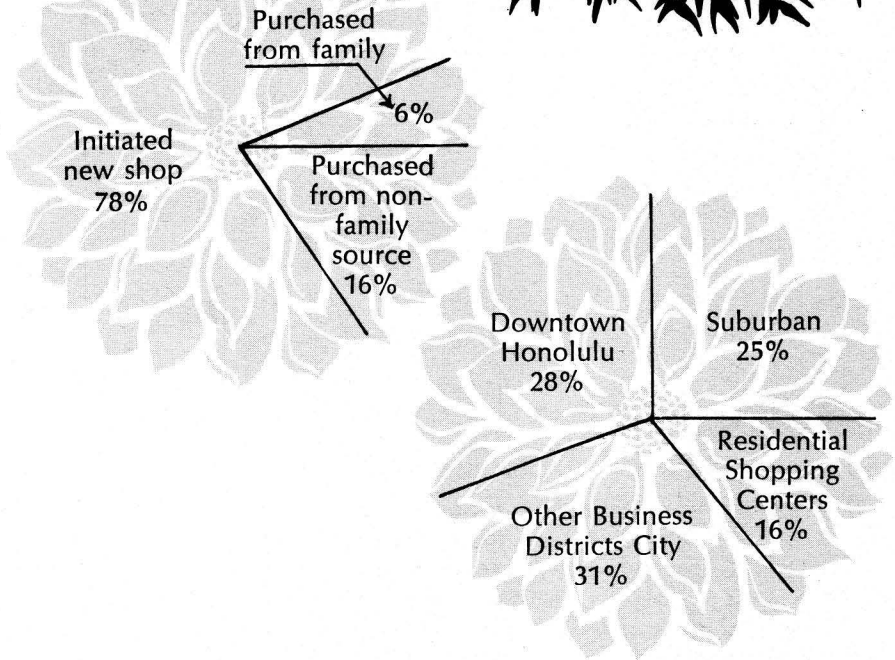 Purchased
from family
6%
Initiated
new shop
78%
Purchased
from non-
family
source
16%
Downtown
Honolulu
28%
Suburban
25%
Residential
Shopping
Centers
16%
Other Business
Districts City
31%